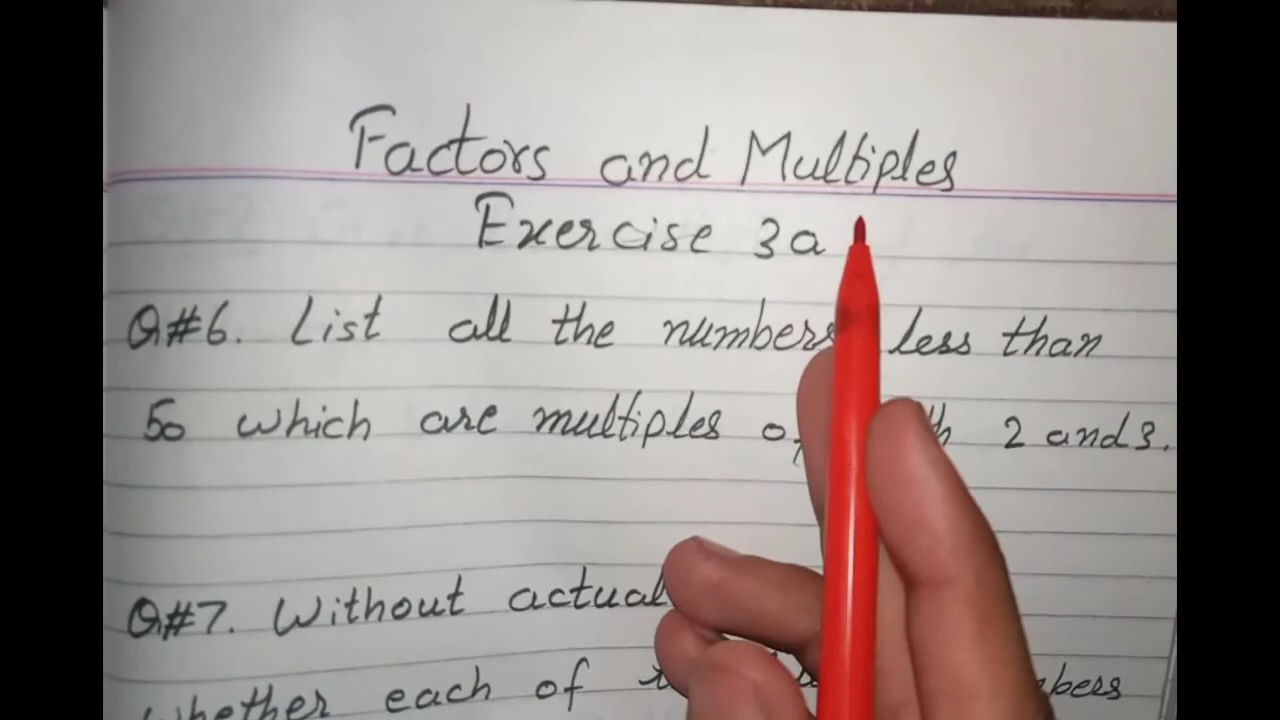 Factors and Multiples
Exercise 3a
Q#6. List all the numbers less than
50 which are multiples 2 and 3.
Q#7. Without actual
whether each of numbers